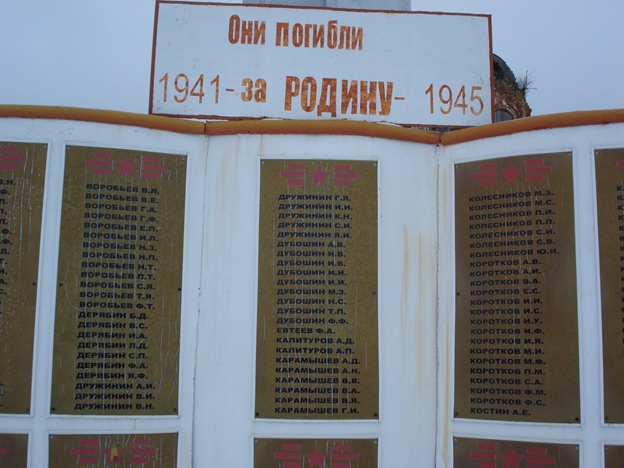 Они погибли
1941- за РОДИНУ- 1945
ВОРОБЬЕВ В.Л.
ВОРОБЬЕВ В.Е.
ВОРОБЬЕВ Г.А.
ВОРОБЬЕВ Г.Ф.
ВОРОБЬЕВ Е.П.
ВОРОБЬЕВ И.Л.
ВОРОБЬЕВ Н.З.
ВОРОБЬЕВ Н.П.
ВОРОБЬЕВ Н.Т.
ВОРОБЬЕВ П.Т.
ВОРОБЬЕВ С.Я.
ВОРОБЬЕВ Т.Я.
ВОРОБЬЕВ Ф.Т.
ДЕРЯБИН Б.Д.
ДЕРЯБИН В.С.
ДЕРЯБИН И.А.
ДЕРЯБИН Л.Д.
ДЕРЯБИН С.П.
ДЕРЯБИН Ф.А.
ДЕРЯБИН Я.Ф.
ДРУЖИНИН А.И.
ДРУЖИНИН В.И.
ДРУЖИНИН В.Н.
ДРУЖИНИН Г.Я.
ДРУЖИНИН И.И.
ДРУЖИНИН К.Н.
ДРУЖИНИН С.И.
ДРУЖИНИН Я.И.
ДУБОШИН А.В.
ДУБОШИН И.В.
ДУБОШИН И.В.
ДУБОШИН И.И.
ДУБОШИН И.И.
ДУБОШИН М.З.
ДУБОШИН Н.С.
ДУБОШИН Т.П.
ДУБОШИН Ф.Ф.
ЕВТЕЕВ Ф.А.
КАПИТУРОВ А.Д.
КАПИТУРОВ А.П.
КАРАМЫШЕВ А.Д.
КАРАМЫШЕВ А.Н.
КАРАМЫШЕВ В.В.
КАРАМЫШЕВ В.А.
КАРАМЫШЕВ В.Я.
КАРАМЫШЕВ Г.И.
КОЛЕСНИКОВ М.З.
КОЛЕСНИКОВ П.И.
КОЛЕСНИКОВ П.П.
КОЛЕСНИКОВ С.И.
КОЛЕСНИКОВ С.В.
КОЛЕСНИКОВ Ю.И.
КОРОТКОВ А.В.
КОРОТКОВ А.И.
КОРОТКОВ В.А.
КОРОТКОВ Е.С.
КОРОТКОВ И.И.
КОРОТКОВ И.С.
КОРОТКОВ И.У.
КОРОТКОВ И.Ф.
КОРОТКОВ И.Я.
КОРОТКОВ М.И.
КОРОТКОВ М.Ф.
КОРОТКОВ П.М.
КОРОТКОВ С.А.
КОРОТКОВ Ф.М.
КОРОТКОВ Ф.С.
КОСТИН А.Е.